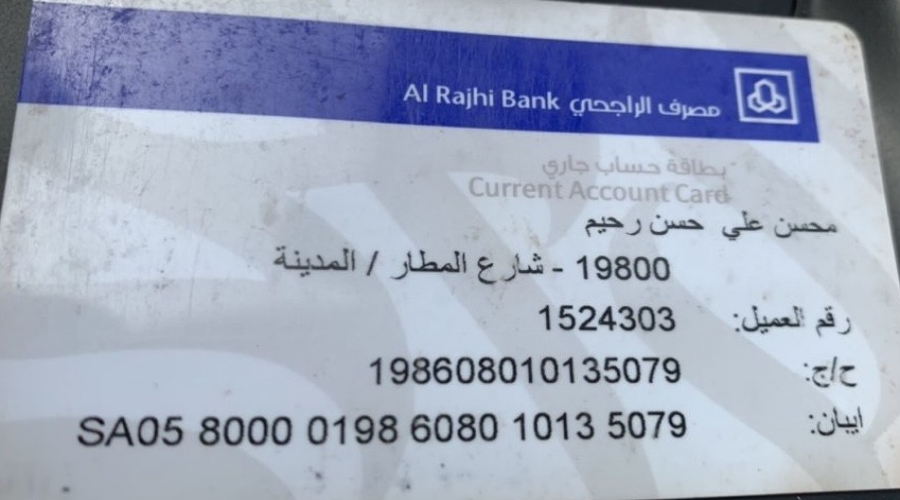 مصرف الراجحي Al Rajhi Bank
بطاقة حساب جاري
Current Account Card
محسن علي حسن رحيم
19800 - شارع المطار / المدينة
رقم العميل: 1524303
ح/ج: 198608010135079
ايبان: SA05 8000 0198 6080 1013 5079